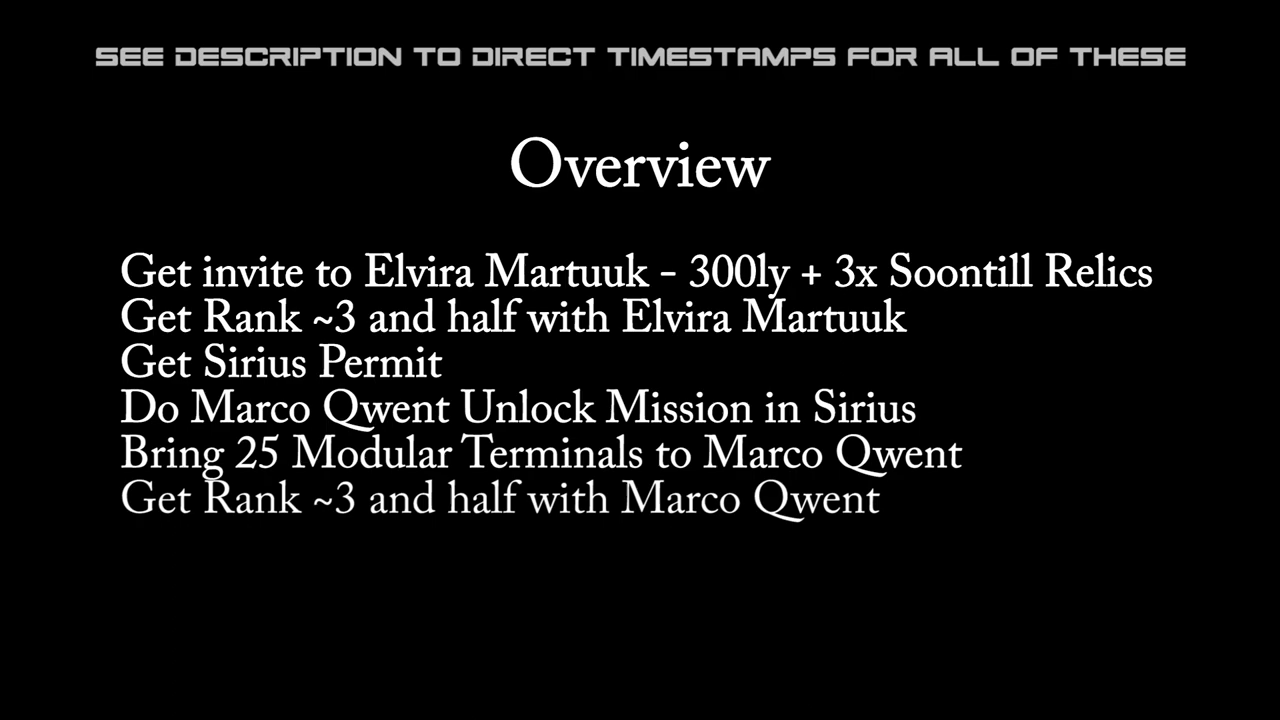 SEE DESCRIPTION TO DIRECT TIMESTAMPS FOR ALL OF THESE
Overview
Get invite to Elvira Martuuk - 300ly + 3x Soontill Relics
Get Rank ~3 and half with Elvira Martuuk
Get Sirius Permit
Do Marco Qwent Unlock Mission in Sirius
Bring 25 Modular Terminals to Marco Qwent
Get Rank ~3 and half with Marco Qwent